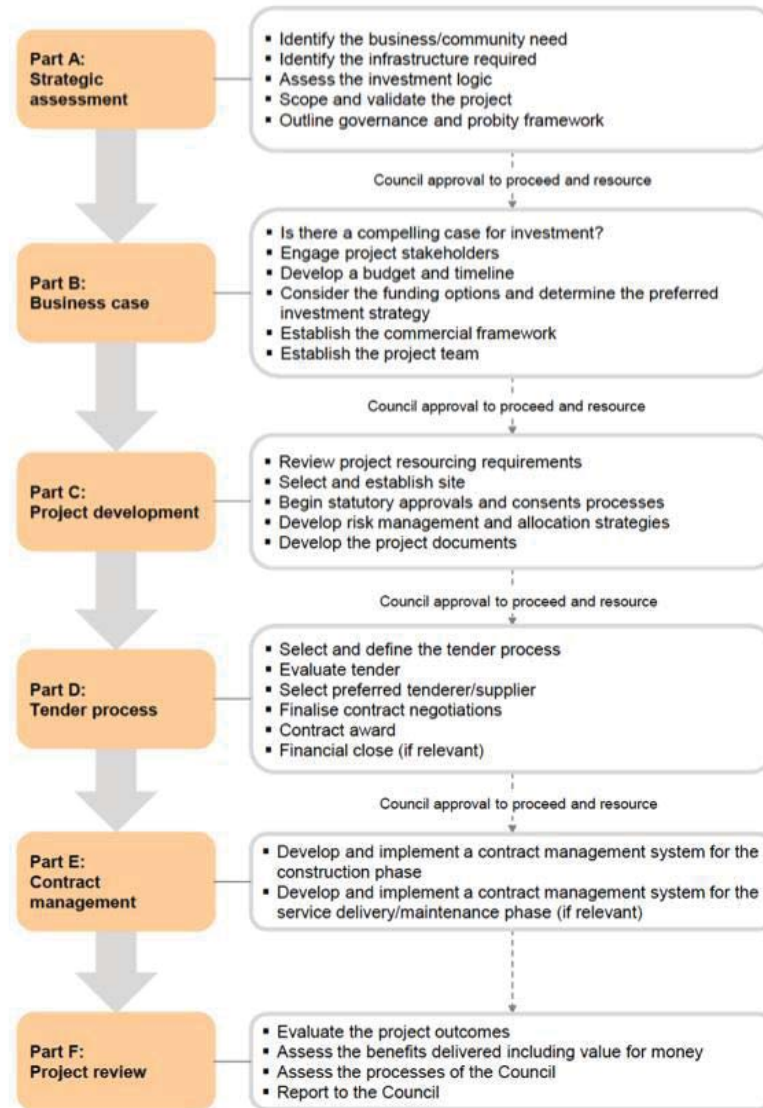 Part A:
Strategic
assessment
▪ Identify the business/community need
▪ Identify the infrastructure required
▪ Assess the investment logic
▪ Scope and validate the project
▪ Outline governance and probity framework
Council approval to proceed and resource
Part B:
Business case
▪ Is there a compelling case for investment?
▪ Engage project stakeholders
▪ Develop a budget and timeline
▪ Consider the funding options and determine the preferred
investment strategy
▪ Establish the commercial framework
▪ Establish the project team
Council approval to proceed and resource
Part C:
Project development
▪ Review project resourcing requirements
▪ Select and establish site
▪ Begin statutory approvals and consents processes
▪ Develop risk management and allocation strategies
▪ Develop the project documents
Council approval to proceed and resource
Part D:
Tender process
▪ Select and define the tender process
▪ Evaluate tender
▪ Select preferred tenderer/supplier
▪ Finalise contract negotiations
▪ Contract award
▪ Financial close (if relevant)
Council approval to proceed and resource
Part E:
Contract
management
▪ Develop and implement a contract management system for the
construction phase
▪ Develop and implement a contract management system for the
service delivery/maintenance phase (if relevant)
Part F:
Project review
▪ Evaluate the project outcomes
▪ Assess the benefits delivered including value for money
▪ Assess the processes of the Council
▪ Report to the Council